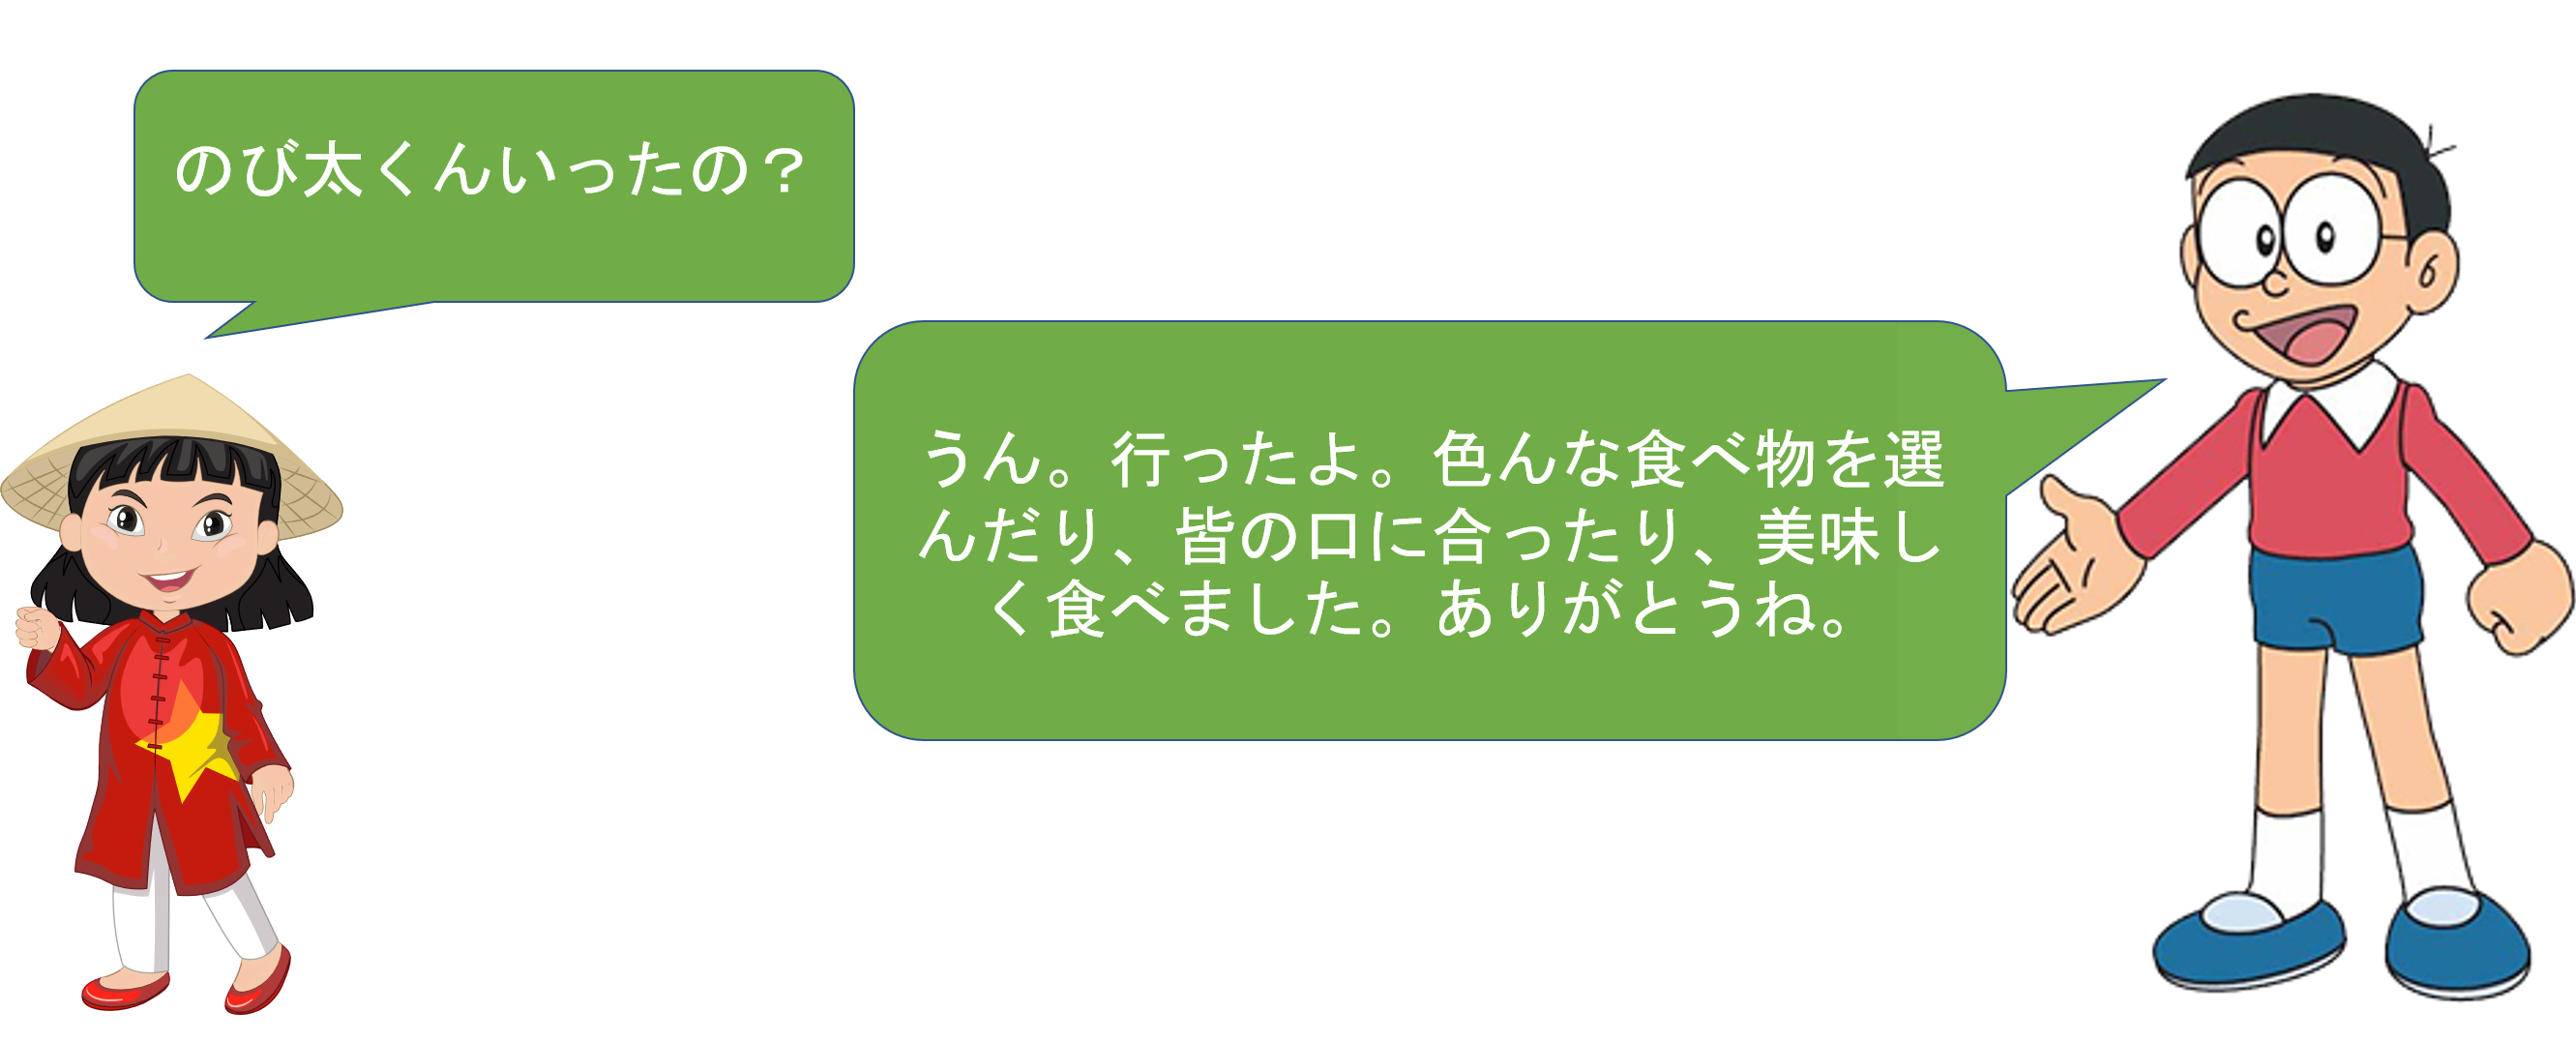 のび太くんいったの？
うん。行ったよ。色んな食べ物を選
んだり、皆の口に合ったり、美味し
く食べました。ありがとうね。